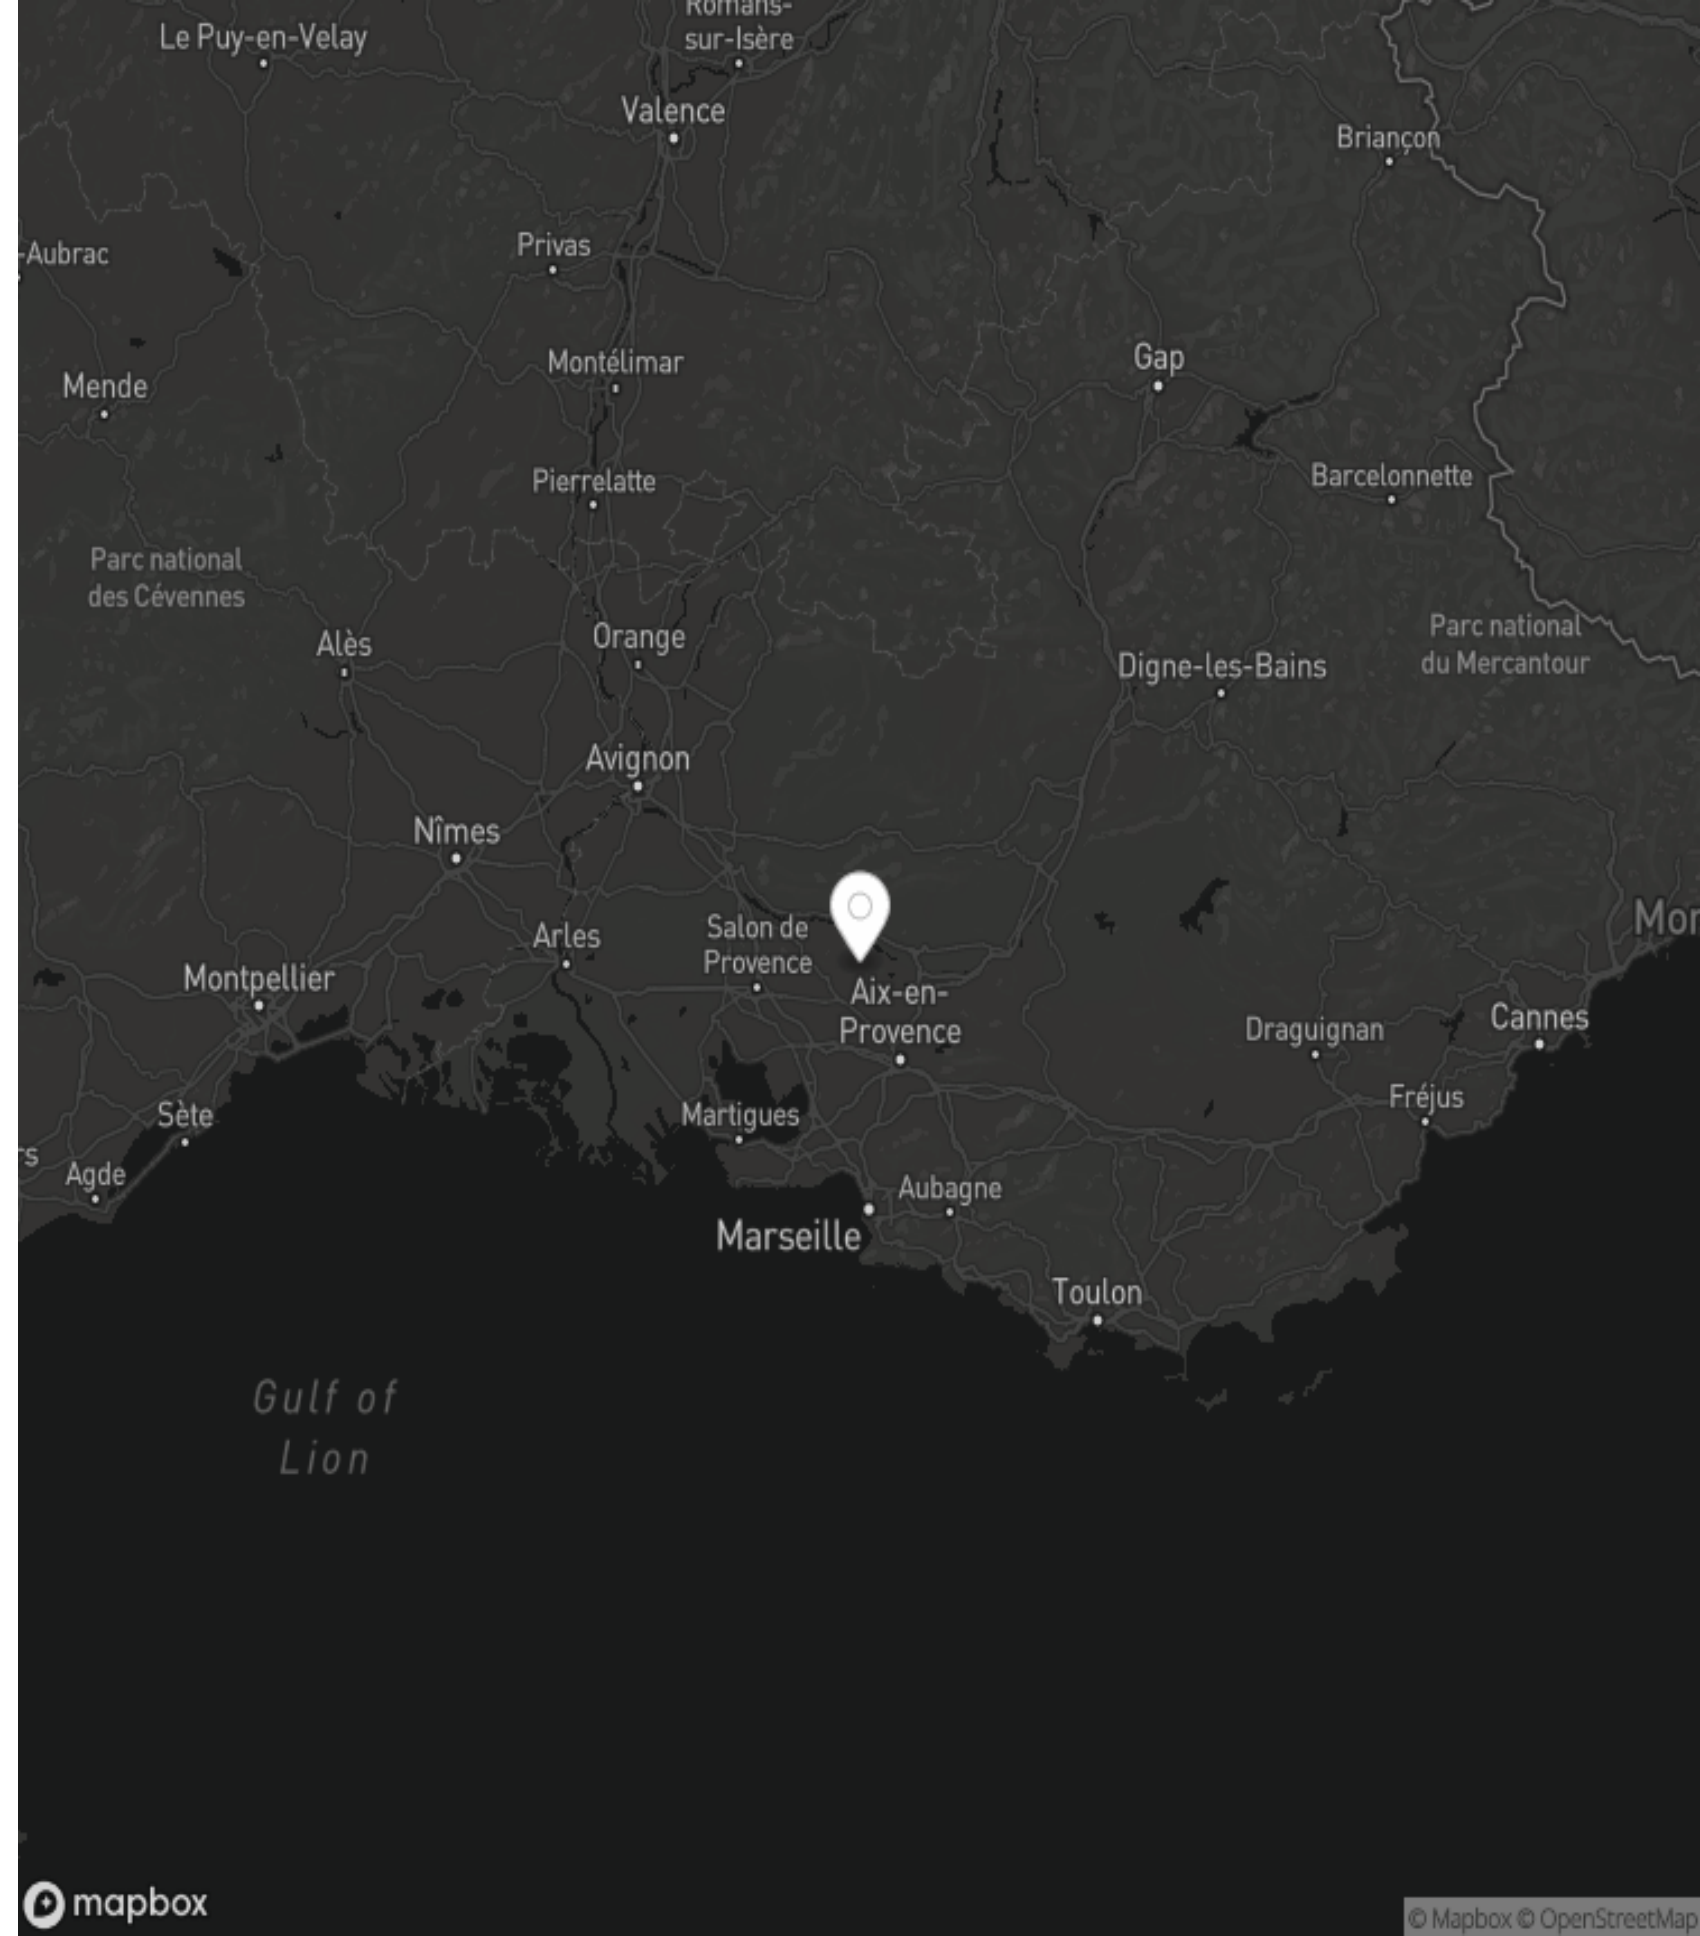 Romans-
sur-Isère
Le Puy-en-Velay
Valence
Briançon
Privas
-Aubrac
Montélimar
Gap
Mende
Pierrelatte
Barcelonnette
Parc national
des Cévennes
Parc national
du Mercantour
Alès
Orange
Digne-les-Bains
Avignon
Nîmes
Salon de
Provence
Arles
Mon
Montpellier
Aix-en-
Provence
Cannes
Draguignan
Fréjus
Sète
Martigues
rs
Agde
Aubagne
Marseille
Toulon
Gulf of
Lion
mapbox
© Mapbox © OpenStreetMap